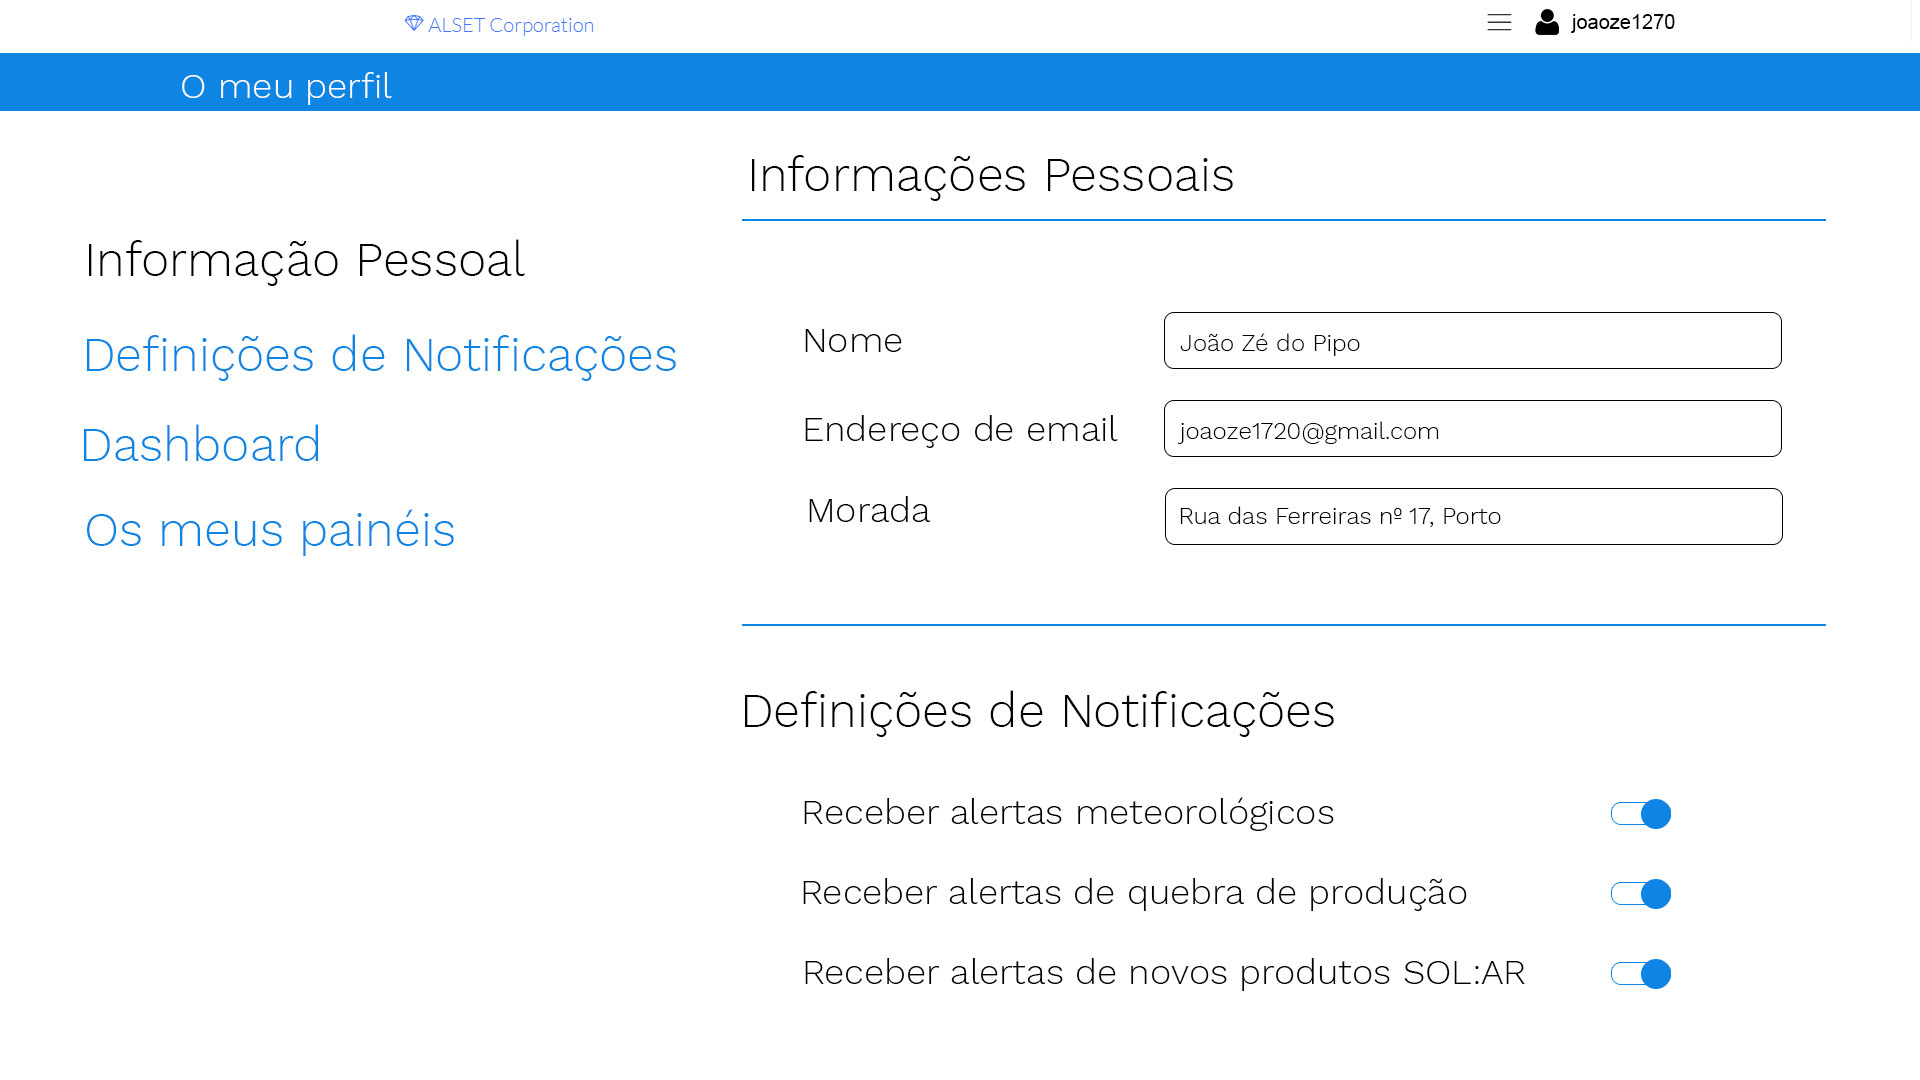 ALSET Corporation
joaoze1270
O meu perfil
Informação Pessoal
Definições de Notificações
Dashboard
Os meus painéis
Informações Pessoais
Nome
João Zé do Pipo
Endereço de email
joaoze1720@gmail.com
Morada
Rua das Ferreiras nº 17, Porto
Definições de Notificações
Receber alertas meteorológicos
Receber alertas de quebra de produção
Receber alertas de novos produtos SOL:AR